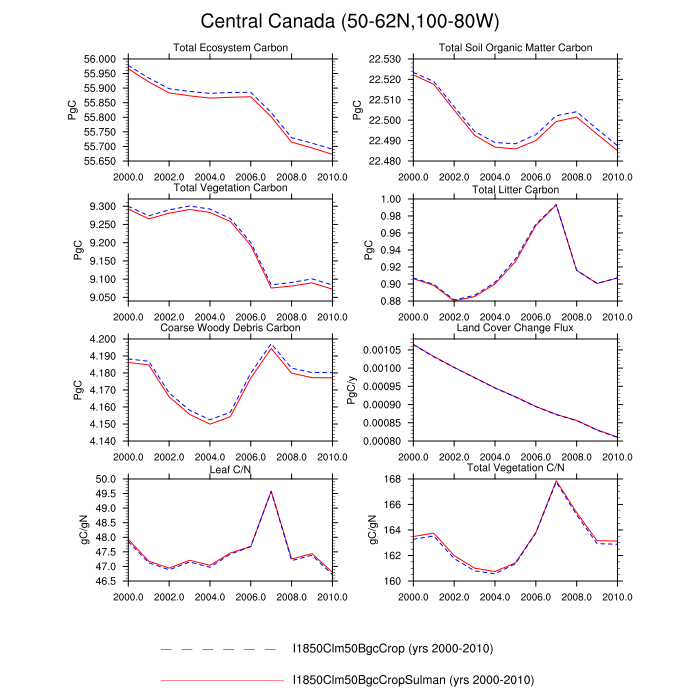 Central Canada (50-62N,100-80W)
Total Ecosystem Carbon
PgC
56.000
55.950
55.900
55.850
55.800
55.750
55.700
55.650
2000.0 2002.0 2004.0 2006.0 2008.0 2010.0
Total Soil Organic Matter Carbon
PgC
22.530
22.520
22.510
22.500
22.490
22.480
2000.0 2002.0 2004.0 2006.0 2008.0 2010.0
Total Vegetation Carbon
PgC
9.300
9.250
9.200
9.150
9.100
9.050
2000.0 2002.0 2004.0 2006.0 2008.0 2010.0
Total Litter Carbon
PgC
1.00
0.98
0.96
0.94
0.92
0.90
0.88
2000.0 2002.0 2004.0 2006.0 2008.0 2010.0
Coarse Woody Debris Carbon
PgC
4.200
4.190
4.180
4.170
4.160
4.150
4.140
2000.0 2002.0 2004.0 2006.0 2008.0 2010.0
Land Cover Change Flux
PgC/y
0.00105
0.00100
0.00095
0.00090
0.00085
0.00080
2000.0 2002.0 2004.0 2006.0 2008.0 2010.0
Leaf C/N
gC/gN
50.0
49.5
49.0
48.5
48.0
47.5
47.0
46.5
2000.0 2002.0 2004.0 2006.0 2008.0 2010.0
Total Vegetation C/N
gC/gN
168
166
164
162
160
2000.0 2002.0 2004.0 2006.0 2008.0 2010.0
I1850Clm50BgcCrop (yrs 2000-2010)
I1850Clm50BgcCropSulman (yrs 2000-2010)